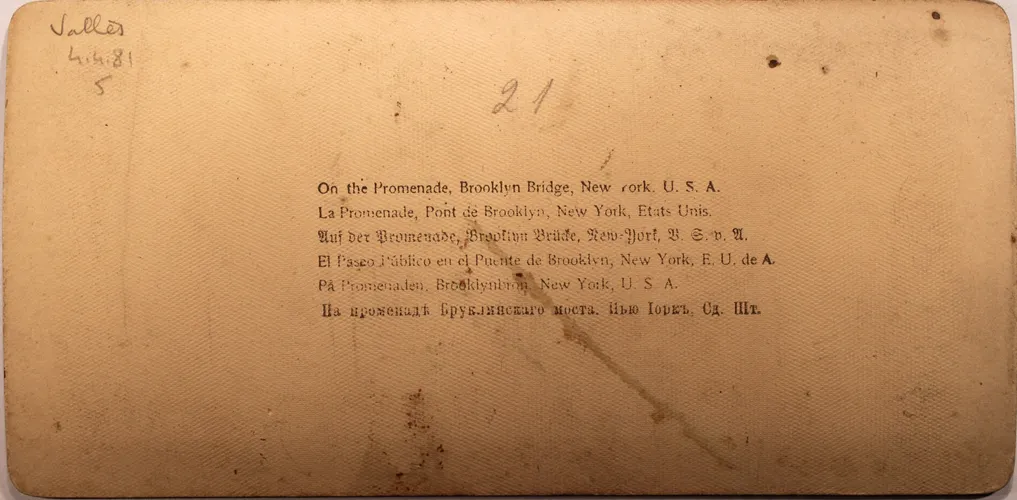 Vallès
4.4.81
5
21
On the Promenade, Brooklyn Bridge, New York. U. S. A.
La Promenade, Pont de Brooklyn, New York, Etats Unis.
Auf der Promenade, Brooklyn Brücke, New-York, V. S. v. A.
El Paseo Público en el Puente de Brooklyn, New York, E. U. de A.
På Promenaden, Brooklynbron, New York, U. S. A.
На променадѣ Бруклинскаго моста, Нью Іоркъ, Сд. Шт.